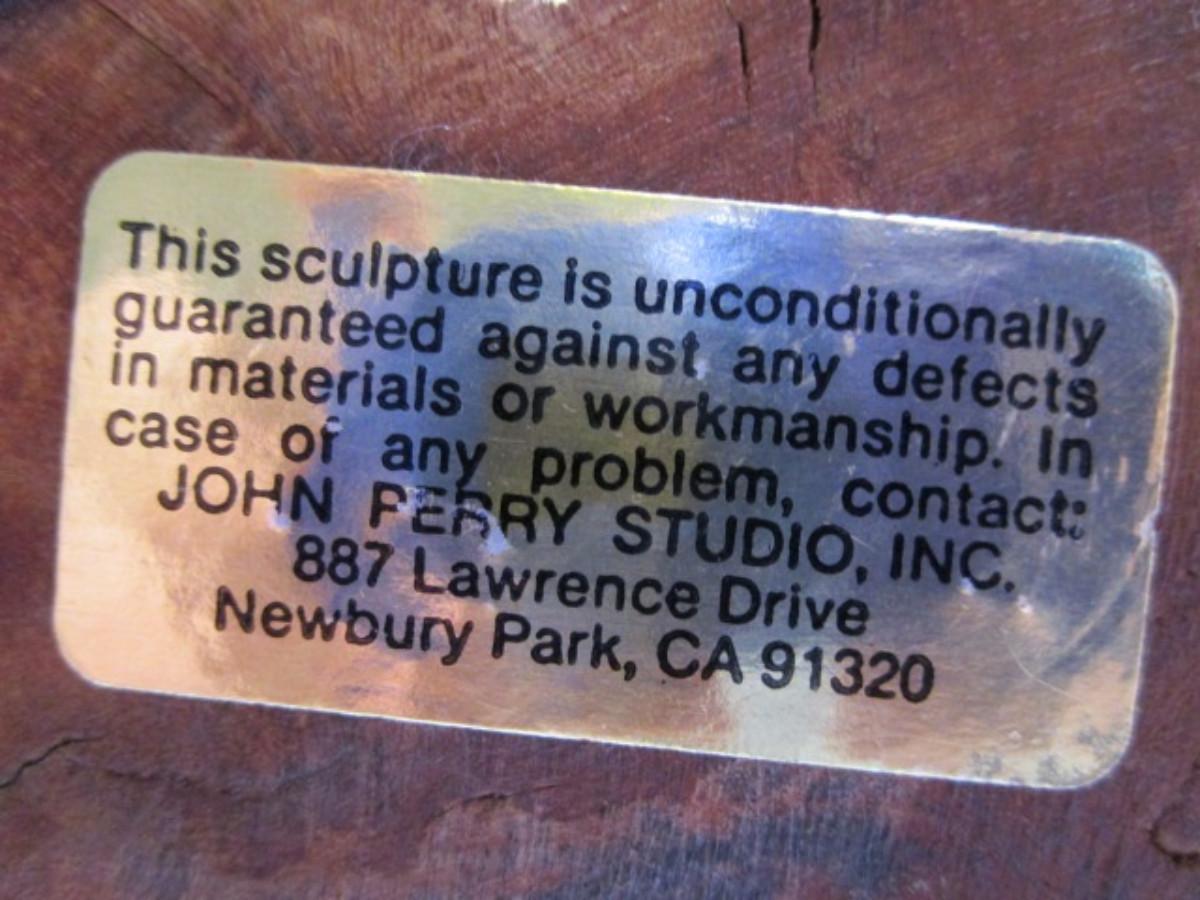 This sculpture is unconditionally
guaranteed against any defects
in materials or workmanship. In
case of any problem, contact:
JOHN PERRY STUDIO, INC.
887 Lawrence Drive
Newbury Park, CA 91320